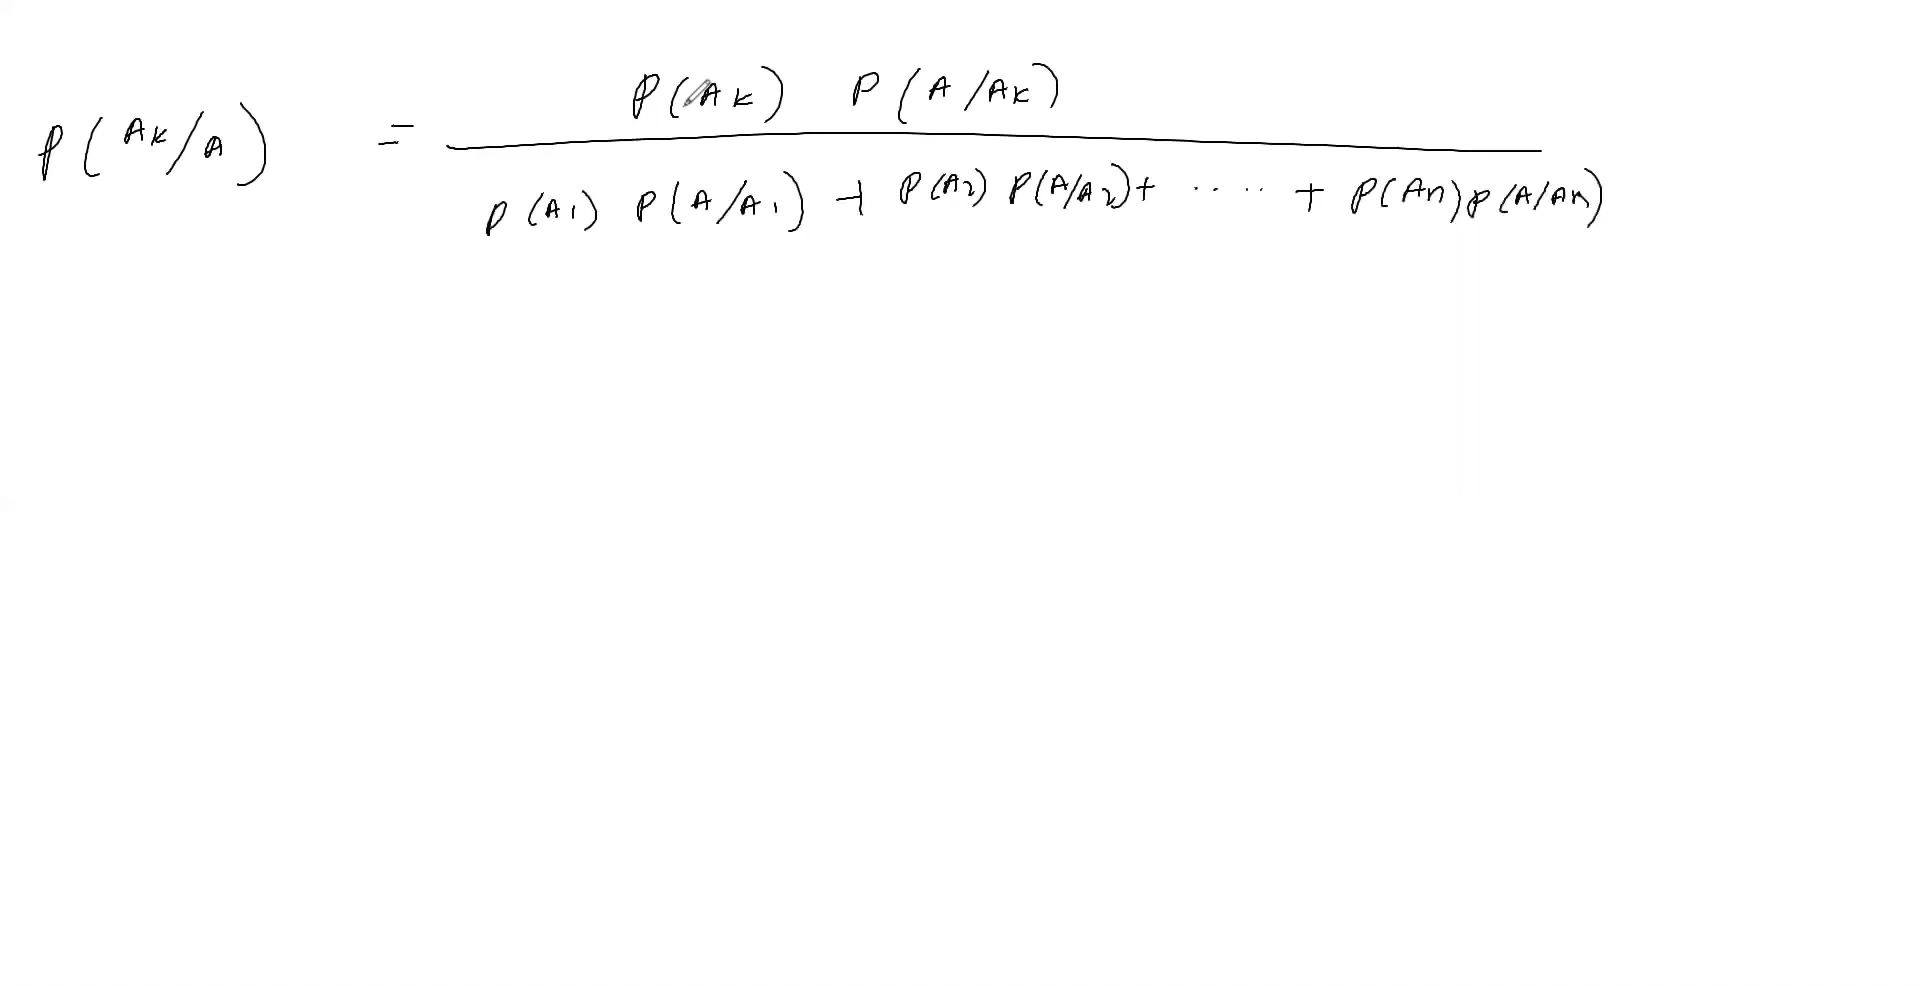 P(Ak) P(A/Ak)
P(Ak/A) =
P(A1) P(A/A1) + P(A2) P(A/A2) + ..... + P(An) P(A/An)